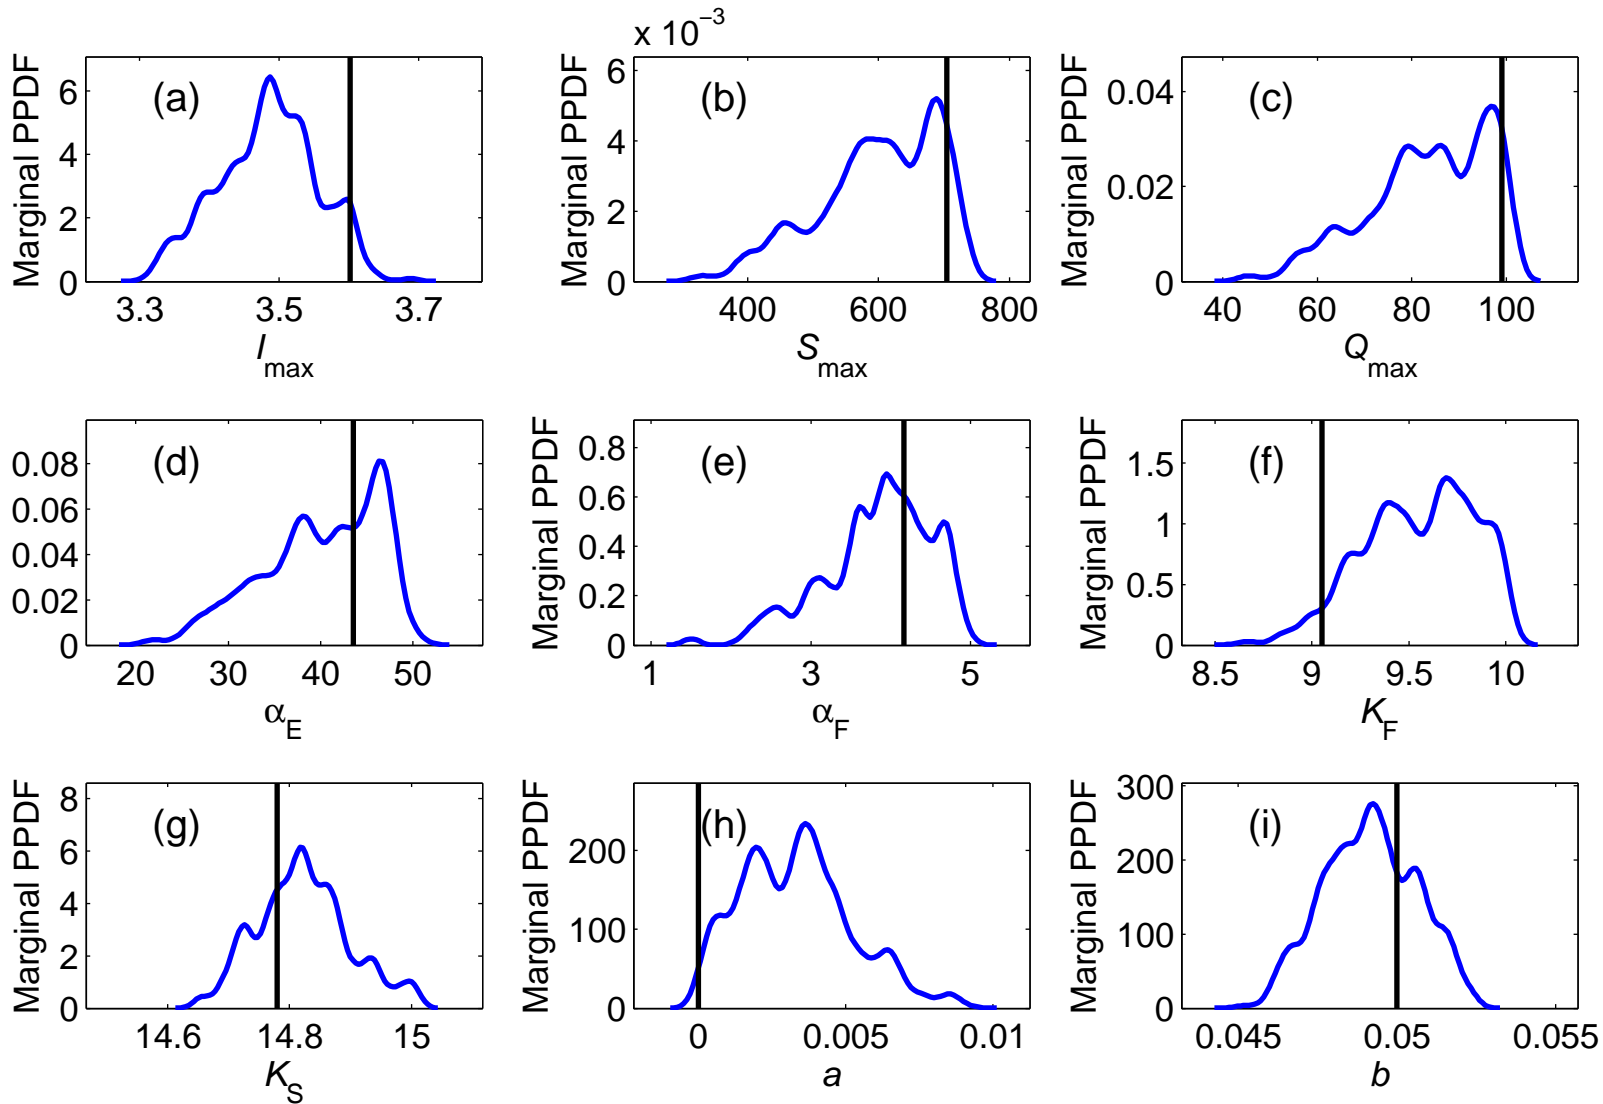 x 10⁻³
Marginal PPDF
(a)
6
4
2
0
3.3 3.5 3.7
I_max
Marginal PPDF
(b)
6
4
2
0
400 600 800
S_max
Marginal PPDF
(c)
0.04
0.02
0
40 60 80 100
Q_max
(d)
0.08
0.06
0.04
0.02
0
20 30 40 50
α_E
Marginal PPDF
(e)
0.8
0.6
0.4
0.2
0
1 3 5
α_F
Marginal PPDF
(f)
1.5
1
0.5
0
8.5 9 9.5 10
K_F
Marginal PPDF
(g)
8
6
4
2
0
14.6 14.8 15
K_S
Marginal PPDF
(h)
200
100
0
0 0.005 0.01
a
Marginal PPDF
(i)
300
200
100
0
0.045 0.05 0.055
b